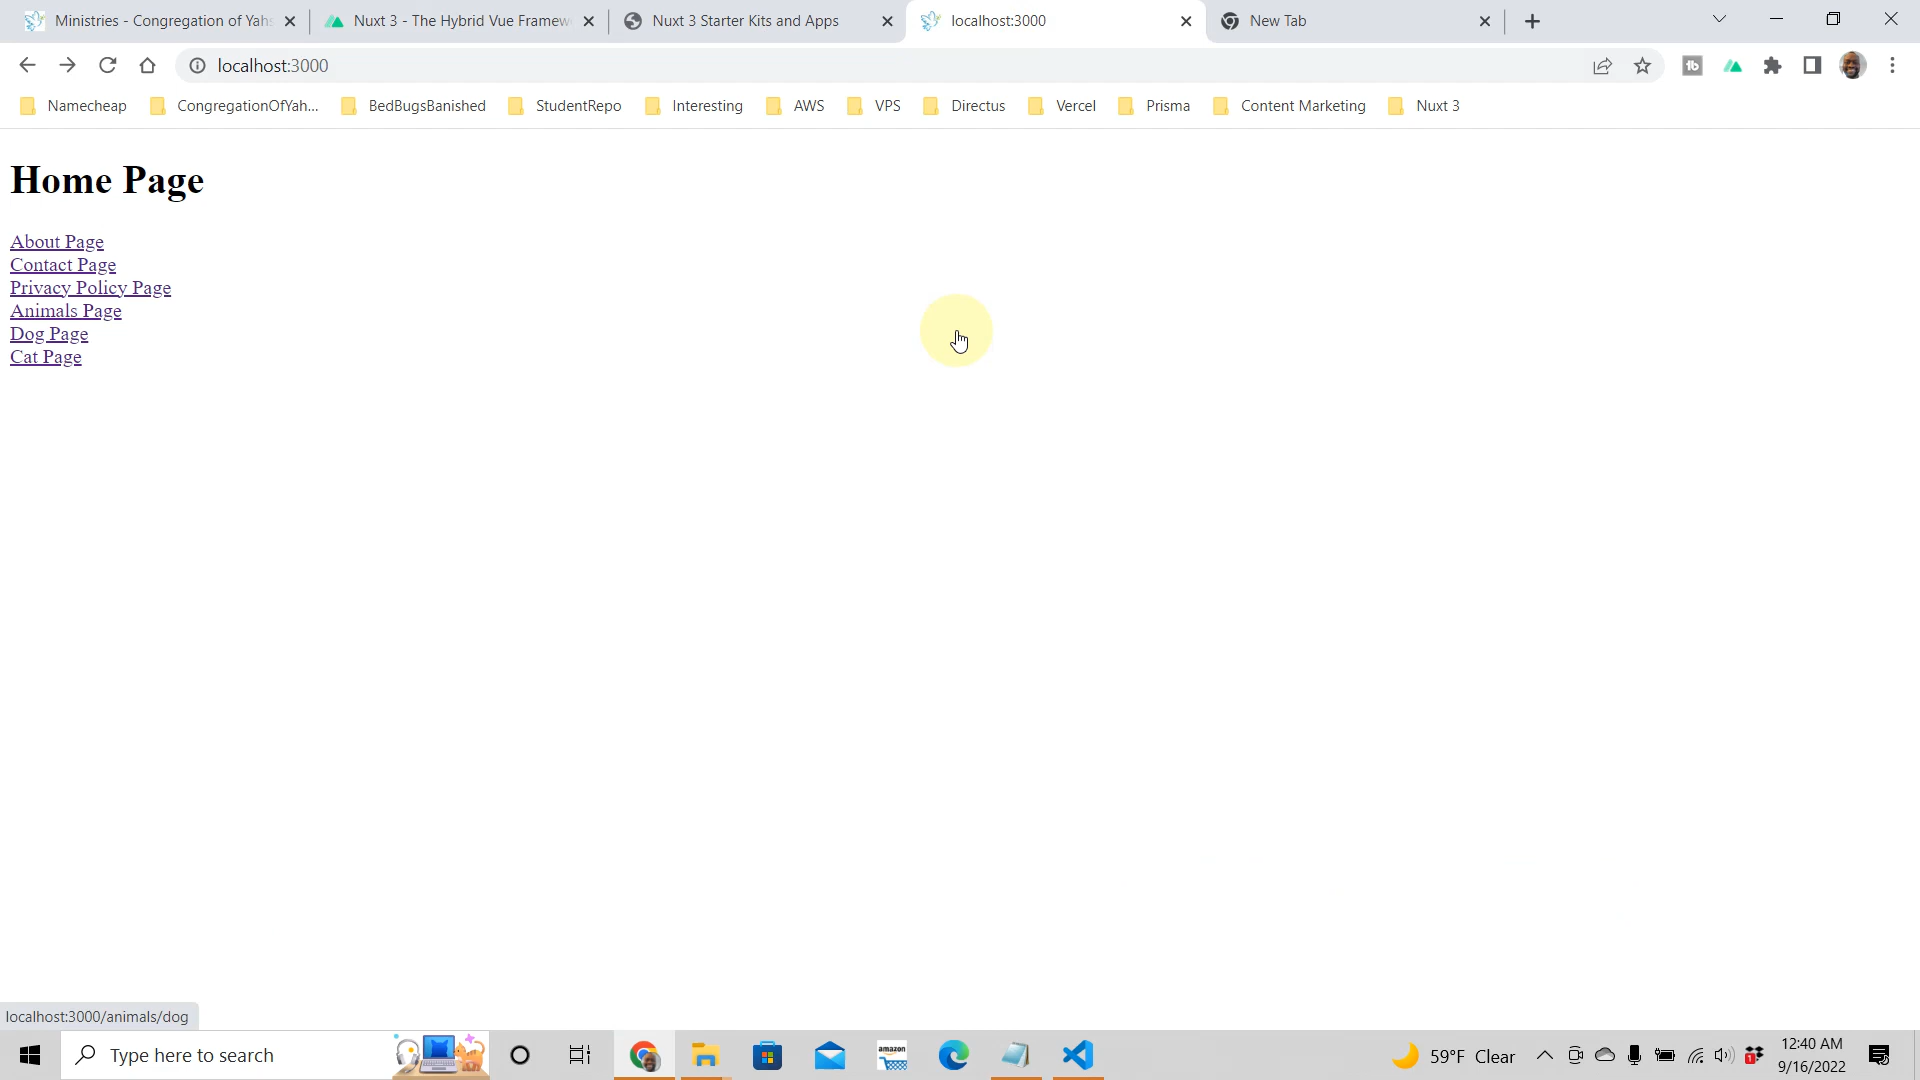 Ministries - Congregation of Yahs
Nuxt 3 - The Hybrid Vue Framew
Nuxt 3 Starter Kits and Apps
localhost:3000
New Tab
localhost:3000
Namecheap
CongregationOfYah...
BedBugsBanished
StudentRepo
Interesting
AWS
VPS
Directus
Vercel
Prisma
Content Marketing
Nuxt 3
Home Page
About Page
Contact Page
Privacy Policy Page
Animals Page
Dog Page
Cat Page
localhost:3000/animals/dog
Type here to search
amazon
59°F Clear
12:40 AM
9/16/2022